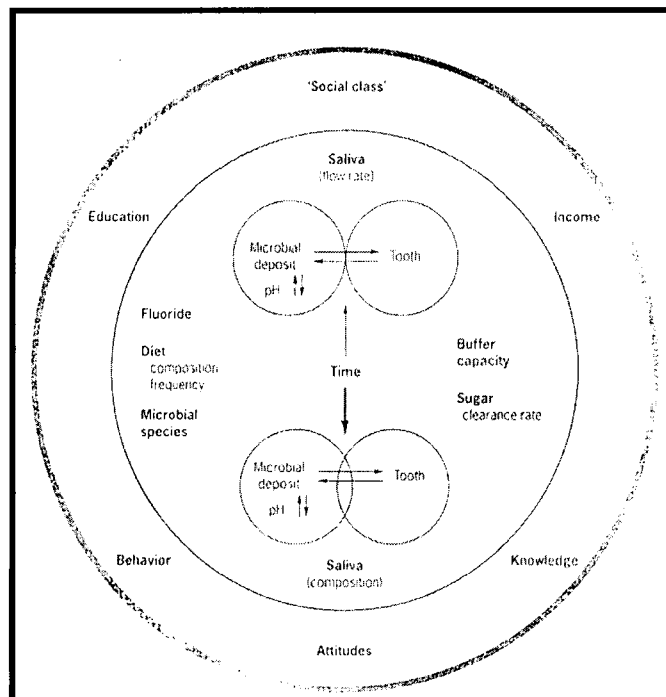 'Social class'
Saliva
(flow rate)
Education
Income
Microbial
deposit
Tooth
pH
Fluoride
Diet
composition
frequency
Microbial
species
Time
Buffer
capacity
Sugar
clearance rate
Microbial
deposit
Tooth
pH
Behavior
Saliva
(composition)
Knowledge
Attitudes